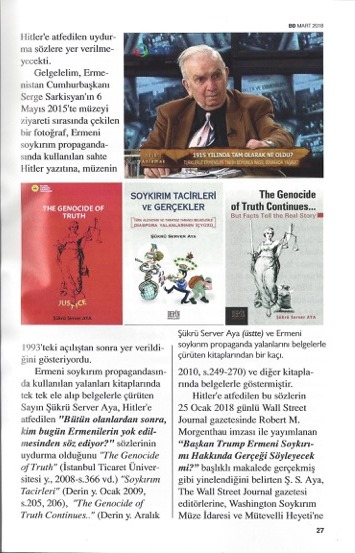 BD MART 2018
Hitler'e atfedilen uydur-
ma sözlere yer verilme-
yecekti.
Gelgelelim, Erme-
nistan Cumhurbaşkanı
Serge Sarkisyan'ın 6
Mayıs 2015'te müzeyi
ziyareti sırasında çekilen
bir fotoğraf, Ermeni
soykırım propaganda-
sında kullanılan sahte
Hitler yazıtına, müzenin
1915 YILINDA TAM OLARAK NE OLDU?
THE GENOCIDE
OF
TRUTH
JUSTICE
Şükrü Server AYA
SOYKIRIM TACİRLERİ
VE GERÇEKLER
DIASPORA YALANLARININ İÇYÜZÜ
ŞÜKRÜ SERVER AYA
The Genocide
of Truth Continues...
But Facts Tell the Real Story
Şükrü Server AYA
Şükrü Server Aya (üstte) ve Ermeni
soykırım propaganda yalanlarını belgelerle
çürüten kitaplarından bir kaçı.
1993'teki açılıştan sonra yer verildi-
ğini gösteriyordu.
Ermeni soykırım propagandasın-
da kullanılan yalanları kitaplarında
tek tek ele alıp belgelerle çürüten
Sayın Şükrü Server Aya, Hitler'e
atfedilen "Bütün olanlardan sonra,
kim bugün Ermenilerin yok edil-
mesinden söz ediyor?" sözlerinin
uydurma olduğunu "The Genocide
of Truth" (İstanbul Ticaret Üniver-
sitesi y., 2008-s.366 vd.) "Soykırım
Tacirleri" (Derin y. Ocak 2009,
s.205, 206), "The Genocide of
Truth Continues.." (Derin y. Aralık
2010, s.249-270) ve diğer kitapla-
rında belgelerle göstermiştir.
Hitler'e atfedilen bu sözlerin
25 Ocak 2018 günlü Wall Street
Journal gazetesinde Robert M.
Morgenthau imzası ile yayımlanan
"Başkan Trump Ermeni Soykırı-
mı Hakkında Gerçeği Söyleyecek
mi?" başlıklı makalede gerçekmiş
gibi yinelendiğini belirten Ş. S. Aya,
The Wall Street Journal gazetesi
editörlerine, Washington Soykırım
Müze İdaresi ve Mütevelli Heyeti'ne
27